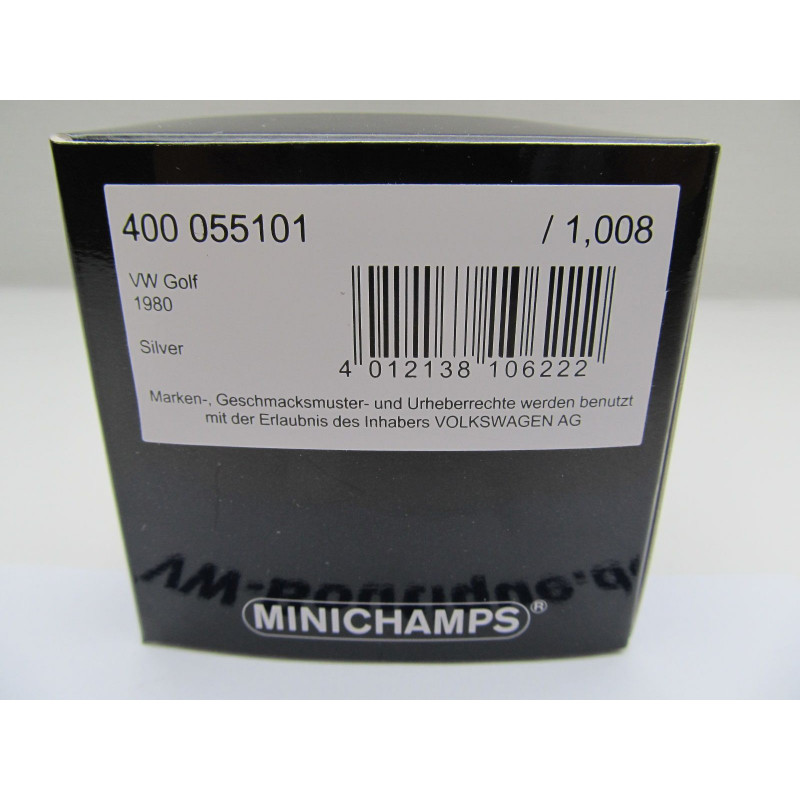 400 055101 / 1,008
VW Golf
1980
Silver
4 012138 106222
Marken-, Geschmacksmuster- und Urheberrechte werden benutzt
mit der Erlaubnis des Inhabers VOLKSWAGEN AG
MINICHAMPS®